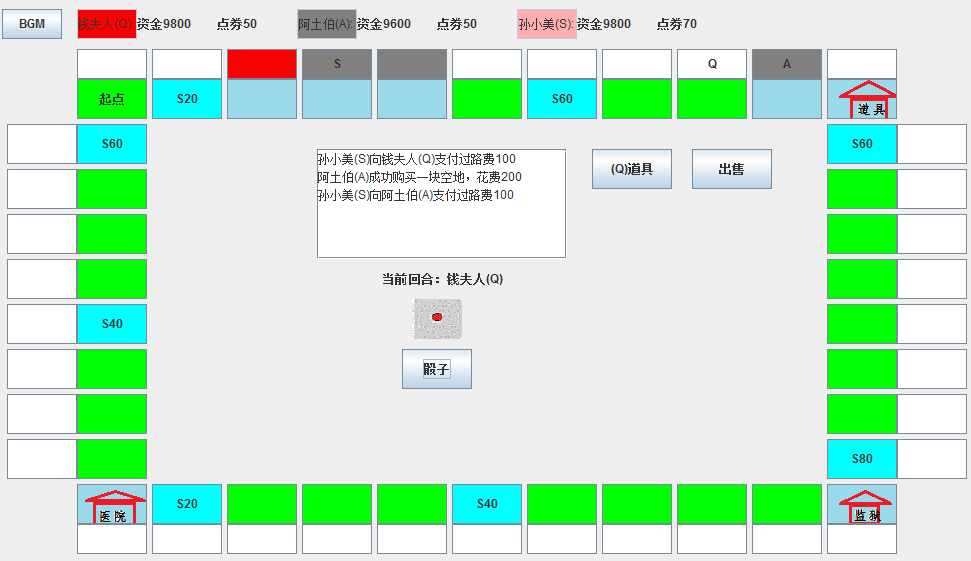 BGM 钱夫人(Q): 资金9800 点券50 阿土伯(A): 资金9600 点券50 孙小美(S): 资金9800 点券70
S Q A
起点 S20 S60 道具
S60 S60
孙小美(S)向钱夫人(Q)支付过路费100
阿土伯(A)成功购买一块空地，花费200
孙小美(S)向阿土伯(A)支付过路费100
(Q)道具 出售
当前回合：钱夫人(Q)
S40
骰子
S80
医院 S20 S40 监狱